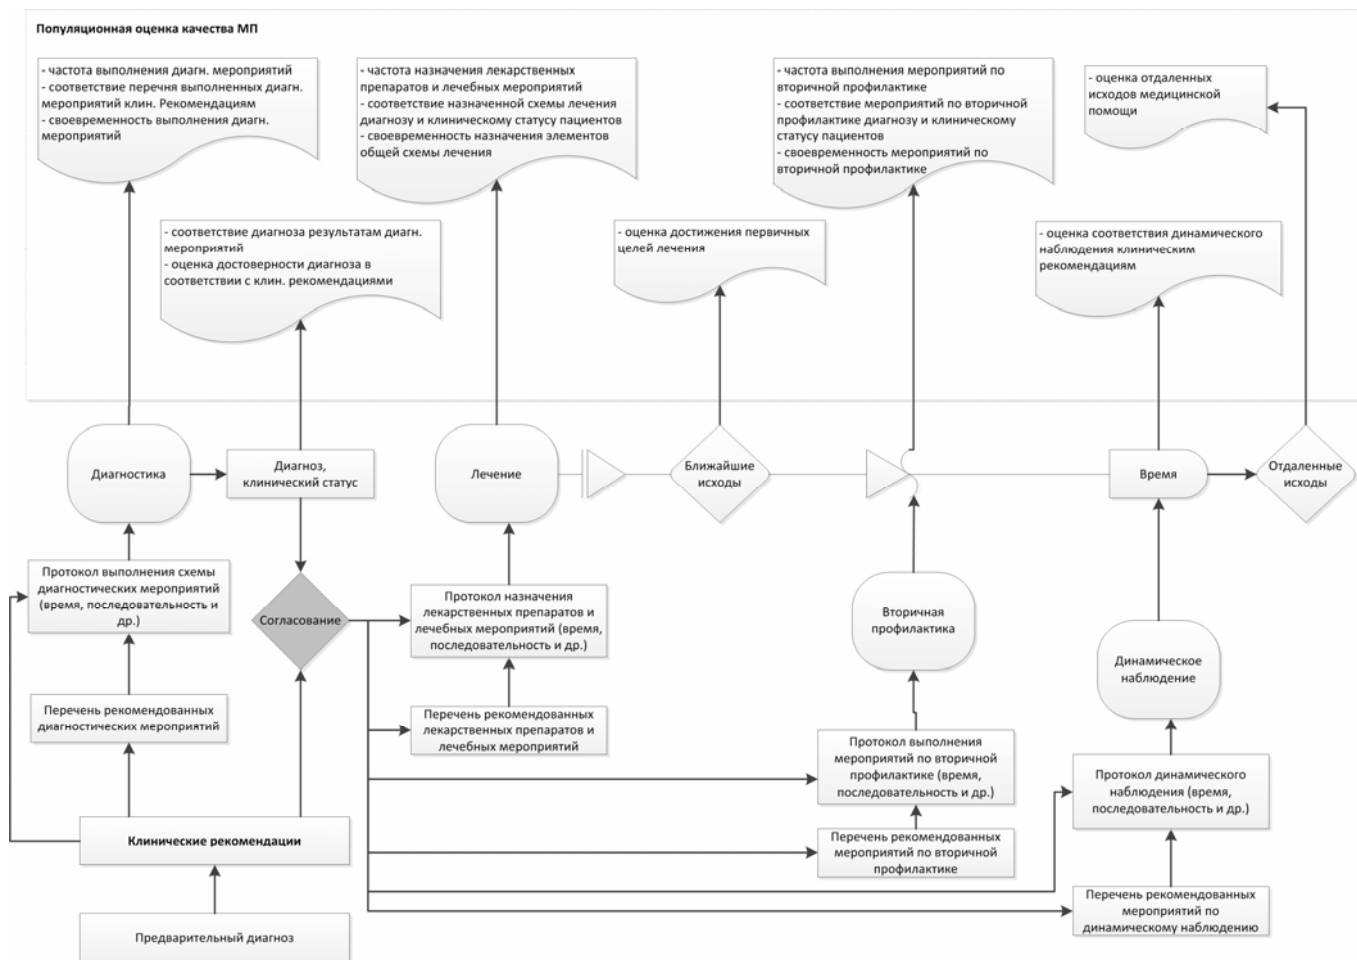 Популяционная оценка качества МП
- частота выполнения диагн. мероприятий
- соответствие перечня выполненных диагн.
мероприятий клин. Рекомендациям
- своевременность выполнения диагн.
мероприятий
- частота назначения лекарственных
препаратов и лечебных мероприятий
- соответствие назначенной схемы лечения
диагнозу и клиническому статусу пациентов
- своевременность назначения элементов
общей схемы лечения
- частота выполнения мероприятий по
вторичной профилактике
- соответствие мероприятий по вторичной
профилактике диагнозу и клиническому
статусу пациентов
- своевременность мероприятий по
вторичной профилактике
- оценка отдаленных
исходов медицинской
помощи
- соответствие диагноза результатам диагн.
мероприятий
- оценка достоверности диагноза в
соответствии с клин. рекомендациями
- оценка достижения первичных
целей лечения
- оценка соответствия динамического
наблюдения клиническим
рекомендациям
Диагностика
Диагноз,
клинический статус
Лечение
Ближайшие
исходы
Время
Отдаленные
исходы
Протокол выполнения схемы
диагностических мероприятий
(время, последовательность и
др.)
Согласование
Протокол назначения
лекарственных препаратов и
лечебных мероприятий (время,
последовательность и др.)
Вторичная
профилактика
Динамическое
наблюдение
Перечень рекомендованных
диагностических мероприятий
Перечень рекомендованных
лекарственных препаратов и
лечебных мероприятий
Протокол выполнения
мероприятий по вторичной
профилактике (время,
последовательность и др.)
Протокол динамического
наблюдения (время,
последовательность и др.)
Клинические рекомендации
Перечень рекомендованных
мероприятий по вторичной
профилактике
Перечень рекомендованных
мероприятий по
динамическому наблюдению
Предварительный диагноз